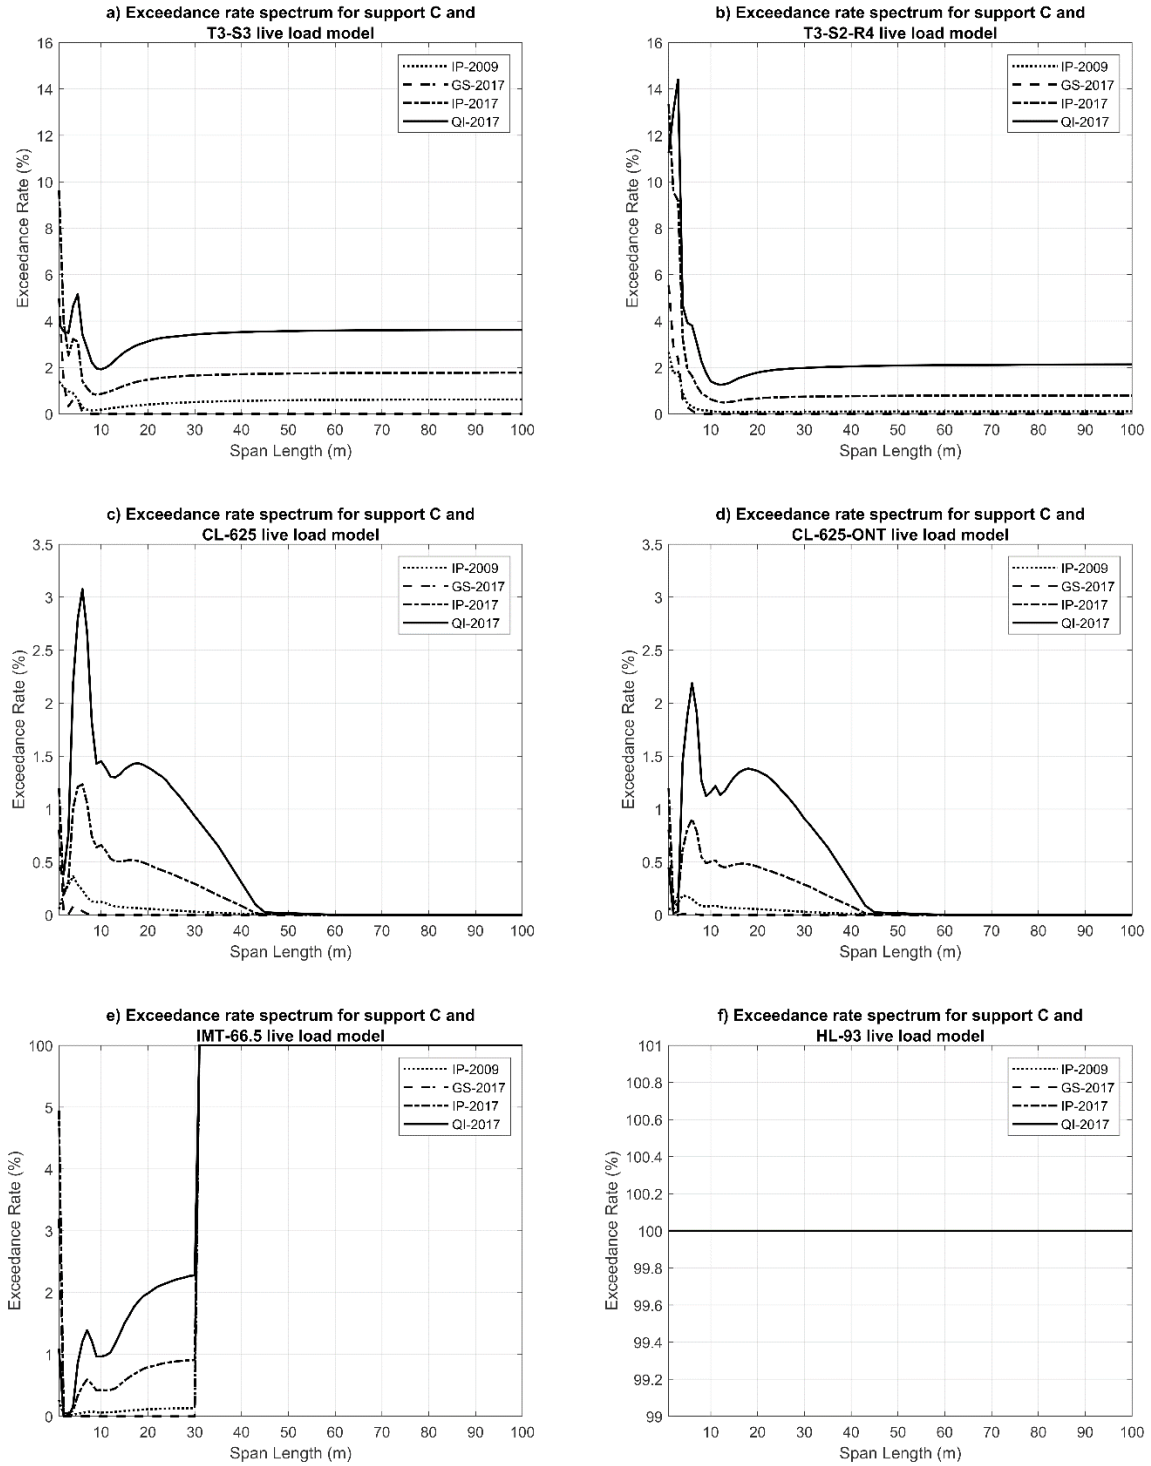 a) Exceedance rate spectrum for support C and
T3-S3 live load model
16
14
12
10
8
6
4
2
0
Exceedance Rate (%)
IP-2009
GS-2017
IP-2017
QI-2017
10 20 30 40 50 60 70 80 90 100
Span Length (m)
b) Exceedance rate spectrum for support C and
T3-S2-R4 live load model
16
14
12
10
8
6
4
2
0
Exceedance Rate (%)
IP-2009
GS-2017
IP-2017
QI-2017
10 20 30 40 50 60 70 80 90 100
Span Length (m)
c) Exceedance rate spectrum for support C and
CL-625 live load model
3.5
3
2.5
2
1.5
1
0.5
0
Exceedance Rate (%)
IP-2009
GS-2017
IP-2017
QI-2017
10 20 30 40 50 60 70 80 90 100
Span Length (m)
d) Exceedance rate spectrum for support C and
CL-625-ONT live load model
3.5
3
2.5
2
1.5
1
0.5
0
Exceedance Rate (%)
IP-2009
GS-2017
IP-2017
QI-2017
10 20 30 40 50 60 70 80 90 100
Span Length (m)
e) Exceedance rate spectrum for support C and
IMT-66.5 live load model
100
5
4
3
2
1
0
Exceedance Rate (%)
IP-2009
GS-2017
IP-2017
QI-2017
10 20 30 40 50 60 70 80 90 100
Span Length (m)
f) Exceedance rate spectrum for support C and
HL-93 live load model
101
100.8
100.6
100.4
100.2
100
99.8
99.6
99.4
99.2
99
Exceedance Rate (%)
IP-2009
GS-2017
IP-2017
QI-2017
10 20 30 40 50 60 70 80 90 100
Span Length (m)